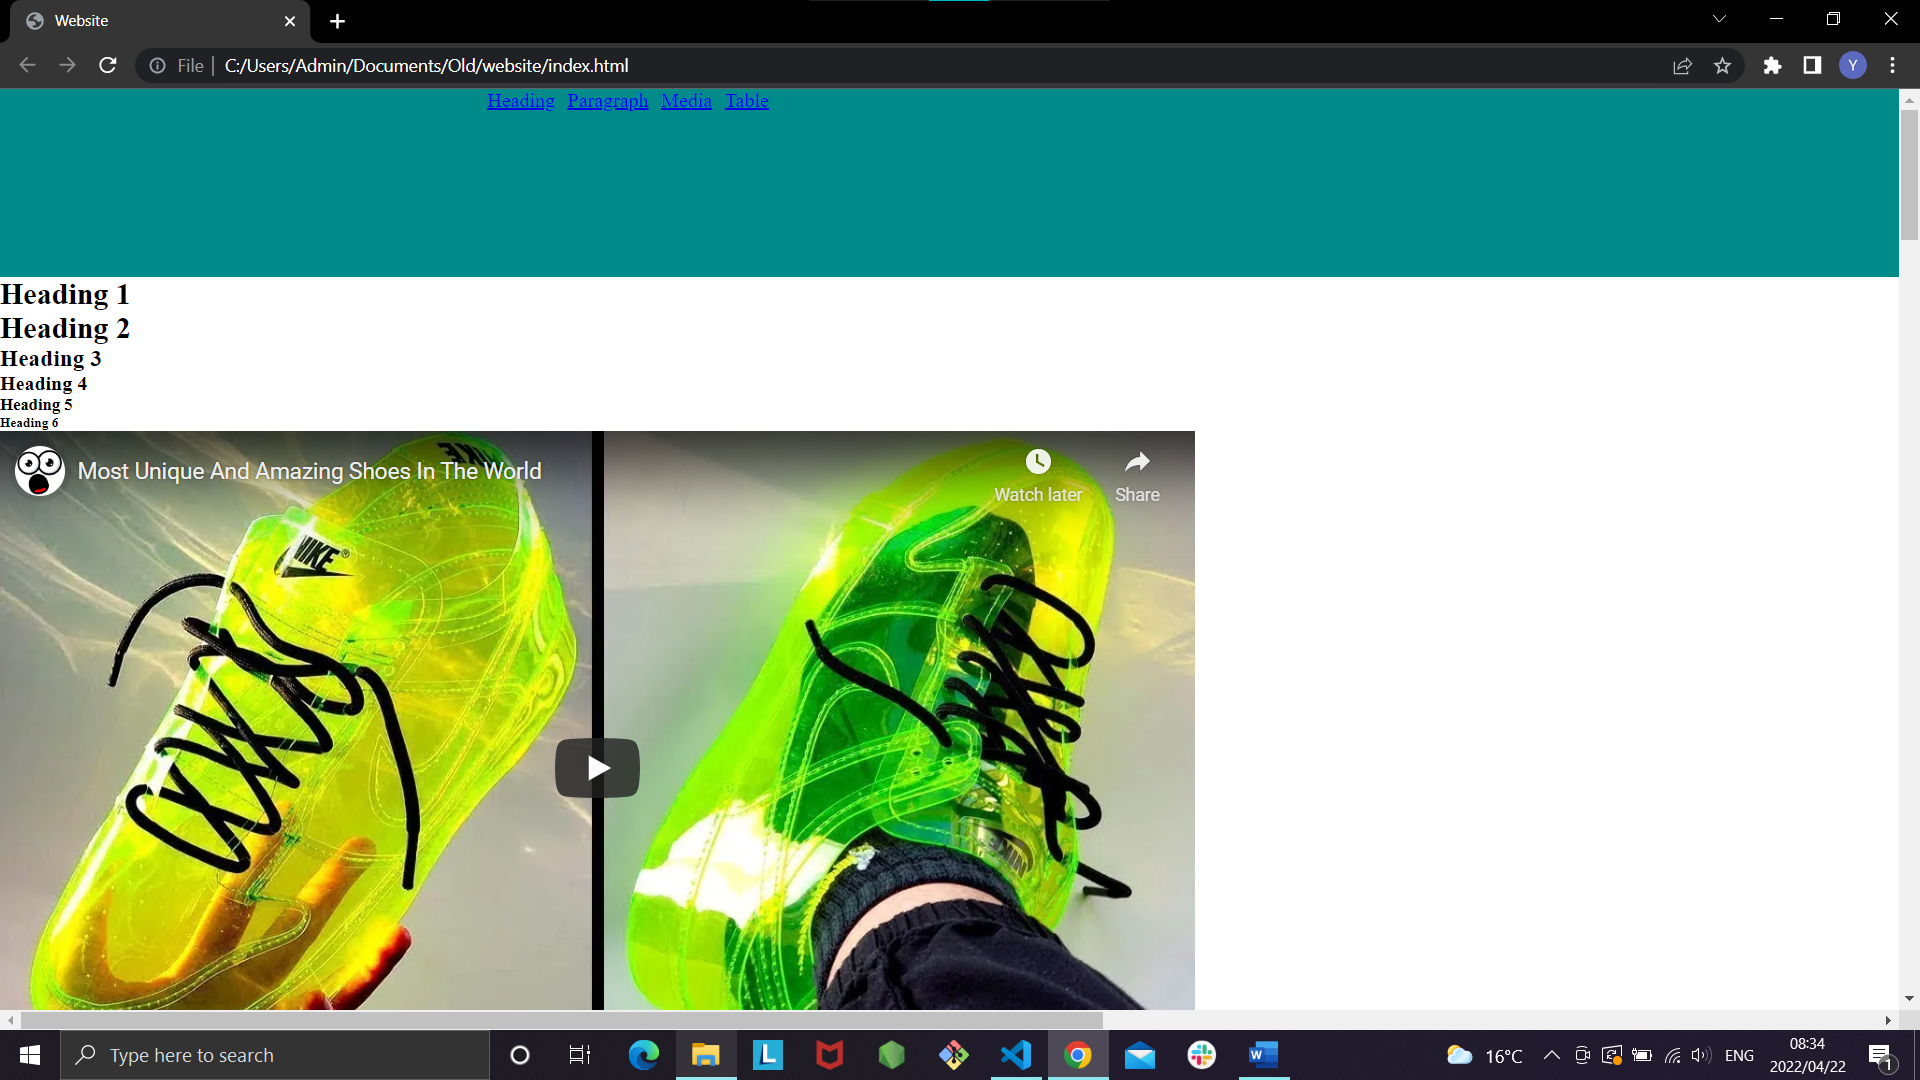 Website
File
C:/Users/Admin/Documents/Old/website/index.html
Y
Heading Paragraph Media Table
Heading 1
Heading 2
Heading 3
Heading 4
Heading 5
Heading 6
Most Unique And Amazing Shoes In The World
Watch later
Share
NIKE
Type here to search
L
W
16°C
ENG
08:34
2022/04/22
1